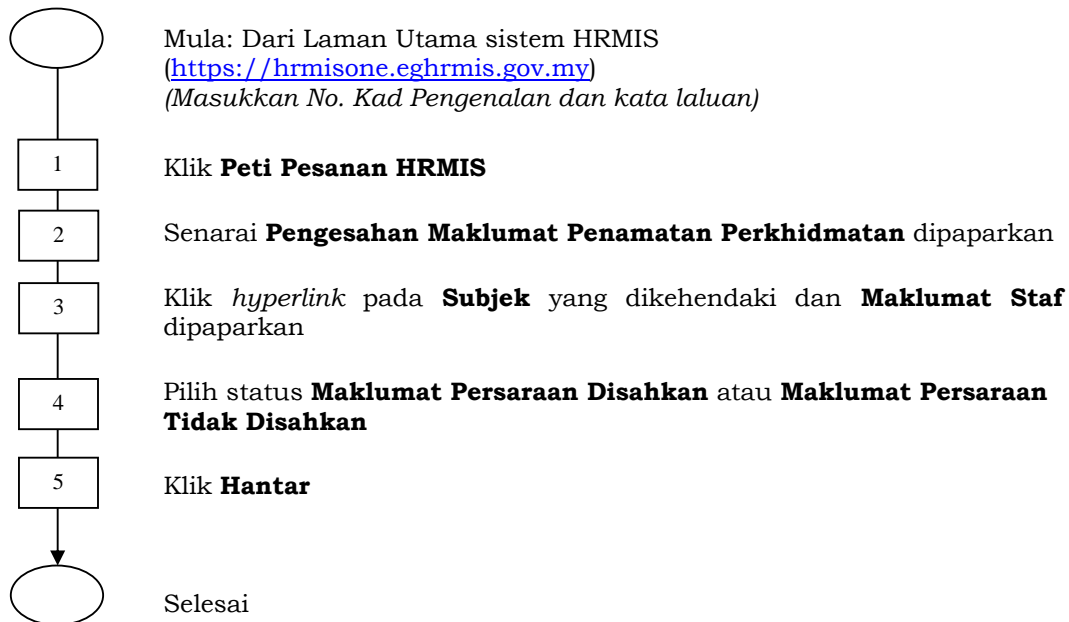 Mula: Dari Laman Utama sistem HRMIS
(https://hrmisone.eghrmis.gov.my)
(Masukkan No. Kad Pengenalan dan kata laluan)
1
Klik Peti Pesanan HRMIS
2
Senarai Pengesahan Maklumat Penamatan Perkhidmatan dipaparkan
3
Klik hyperlink pada Subjek yang dikehendaki dan Maklumat Staf
dipaparkan
4
Pilih status Maklumat Persaraan Disahkan atau Maklumat Persaraan
Tidak Disahkan
5
Klik Hantar
Selesai